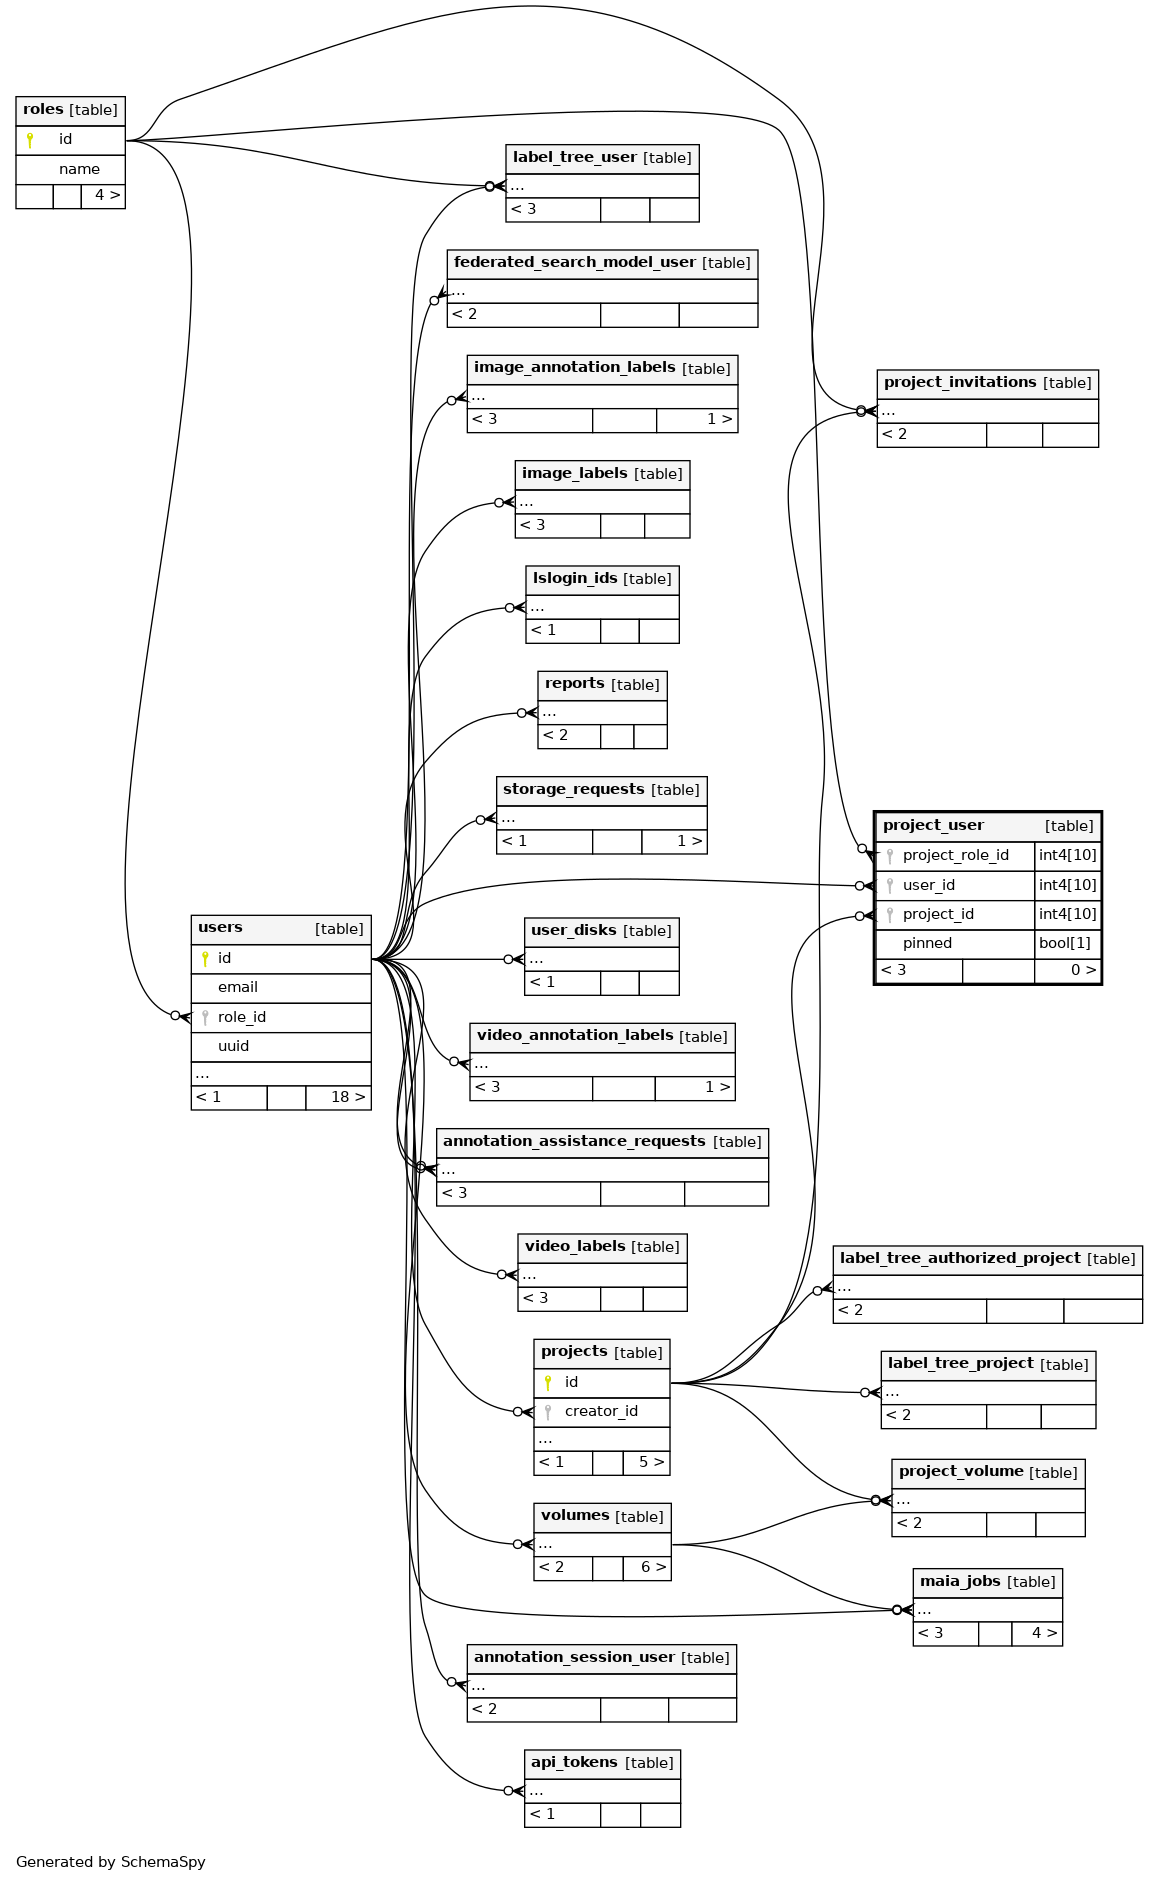 roles [table]
id
name
4 >
label_tree_user [table]
...
< 3
federated_search_model_user [table]
...
< 2
image_annotation_labels [table]
...
< 3 1 >
project_invitations [table]
...
< 2
image_labels [table]
...
< 3
lslogin_ids [table]
...
< 1
reports [table]
...
< 2
storage_requests [table]
...
< 1 1 >
project_user [table]
project_role_id int4[10]
user_id int4[10]
project_id int4[10]
pinned bool[1]
< 3 0 >
users [table]
id
email
role_id
uuid
...
< 1 18 >
user_disks [table]
...
< 1
video_annotation_labels [table]
...
< 3 1 >
annotation_assistance_requests [table]
...
< 3
video_labels [table]
...
< 3
label_tree_authorized_project [table]
...
< 2
projects [table]
id
creator_id
...
< 1 5 >
label_tree_project [table]
...
< 2
project_volume [table]
...
< 2
volumes [table]
...
< 2 6 >
maia_jobs [table]
...
< 3 4 >
annotation_session_user [table]
...
< 2
api_tokens [table]
...
< 1
Generated by SchemaSpy